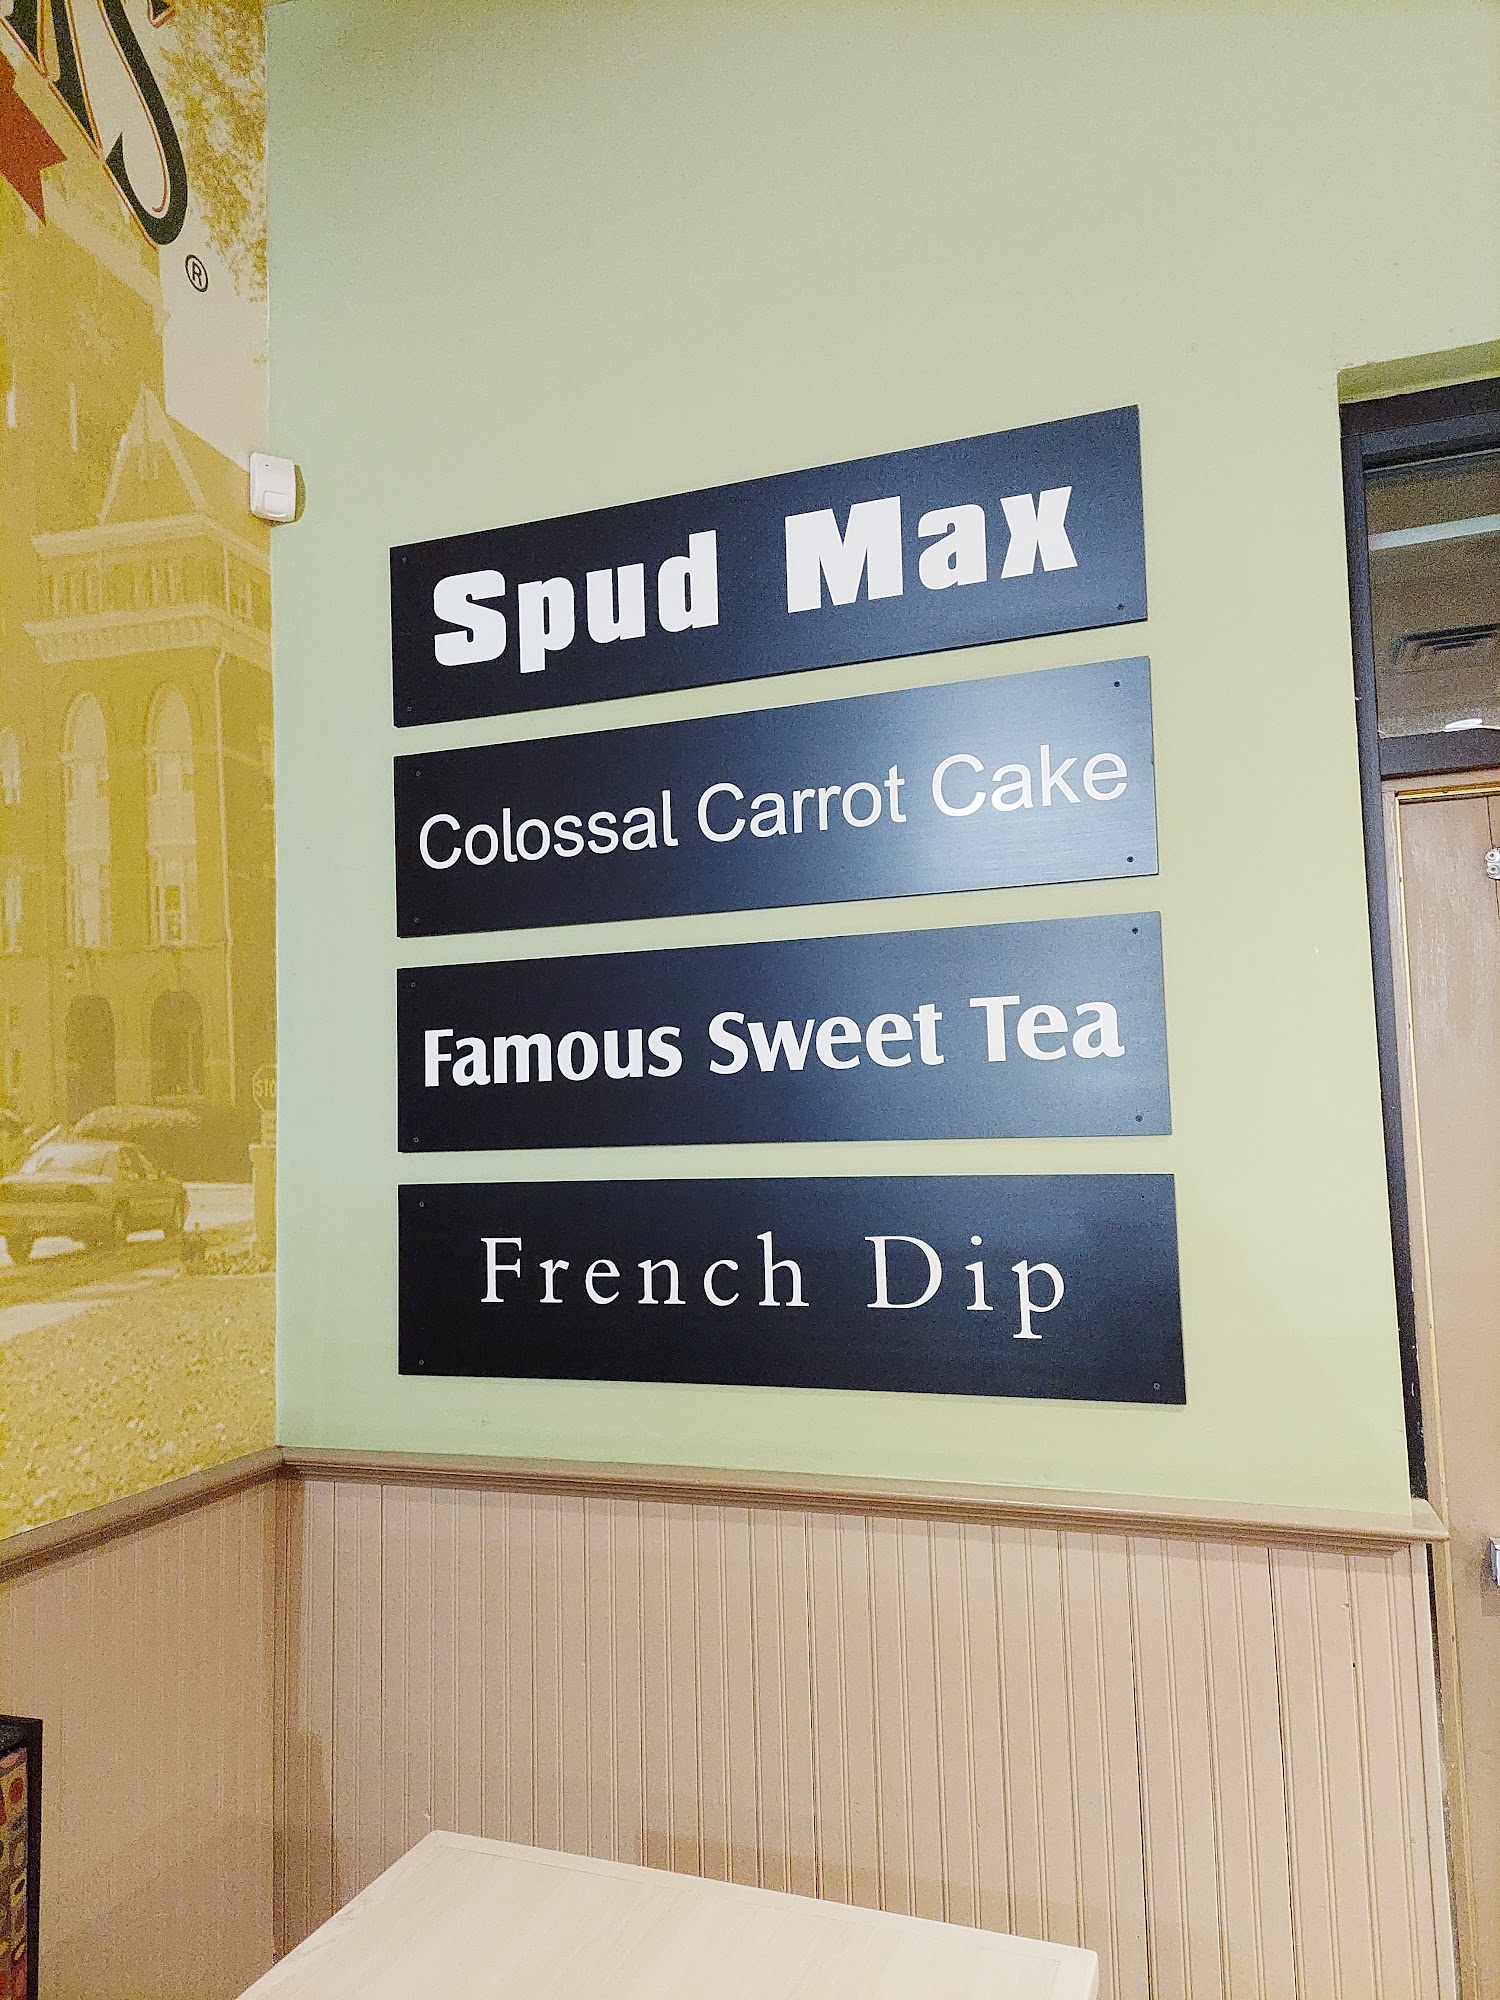 ®
Spud Max
Colossal Carrot Cake
Famous Sweet Tea
French Dip